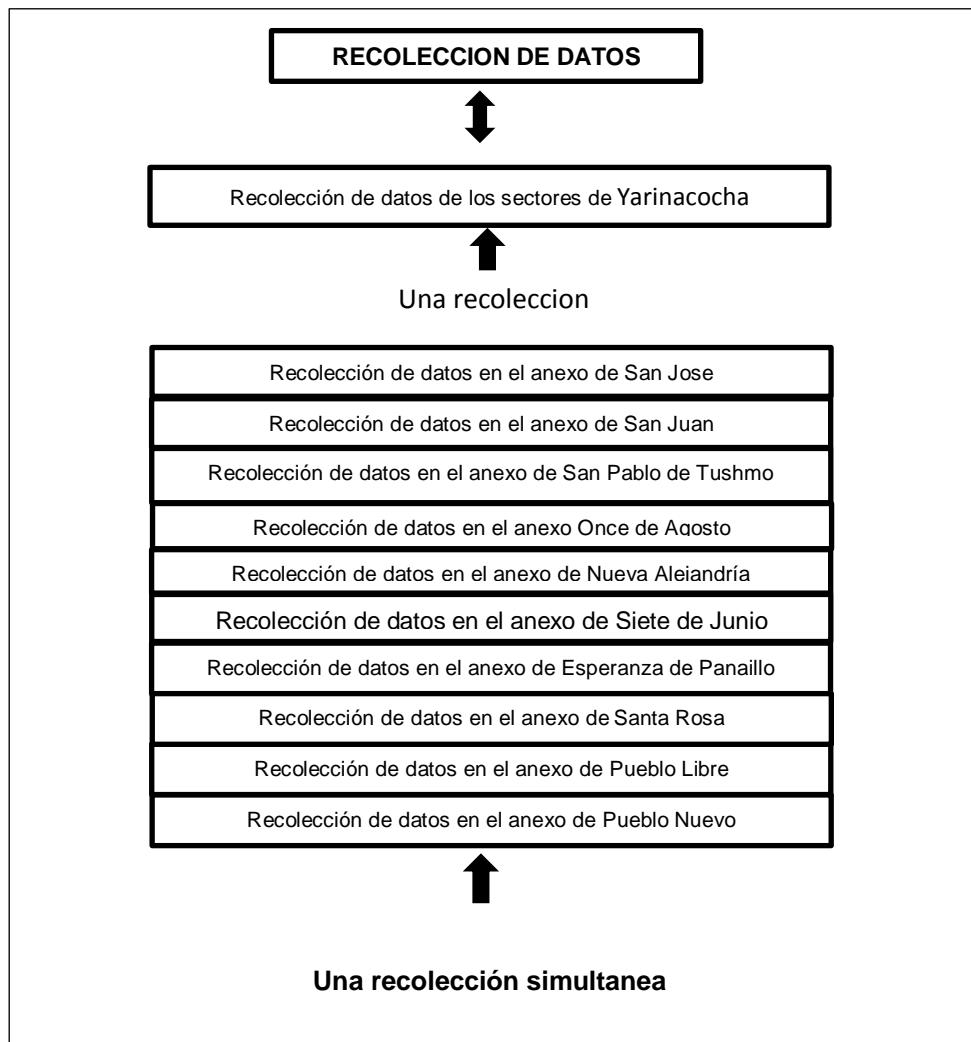 RECOLECCION DE DATOS
Recolección de datos de los sectores de Yarinacocha
Una recoleccion
Recolección de datos en el anexo de San Jose
Recolección de datos en el anexo de San Juan
Recolección de datos en el anexo de San Pablo de Tushmo
Recolección de datos en el anexo Once de Agosto
Recolección de datos en el anexo de Nueva Alejandría
Recolección de datos en el anexo de Siete de Junio
Recolección de datos en el anexo de Esperanza de Panaillo
Recolección de datos en el anexo de Santa Rosa
Recolección de datos en el anexo de Pueblo Libre
Recolección de datos en el anexo de Pueblo Nuevo
Una recolección simultanea